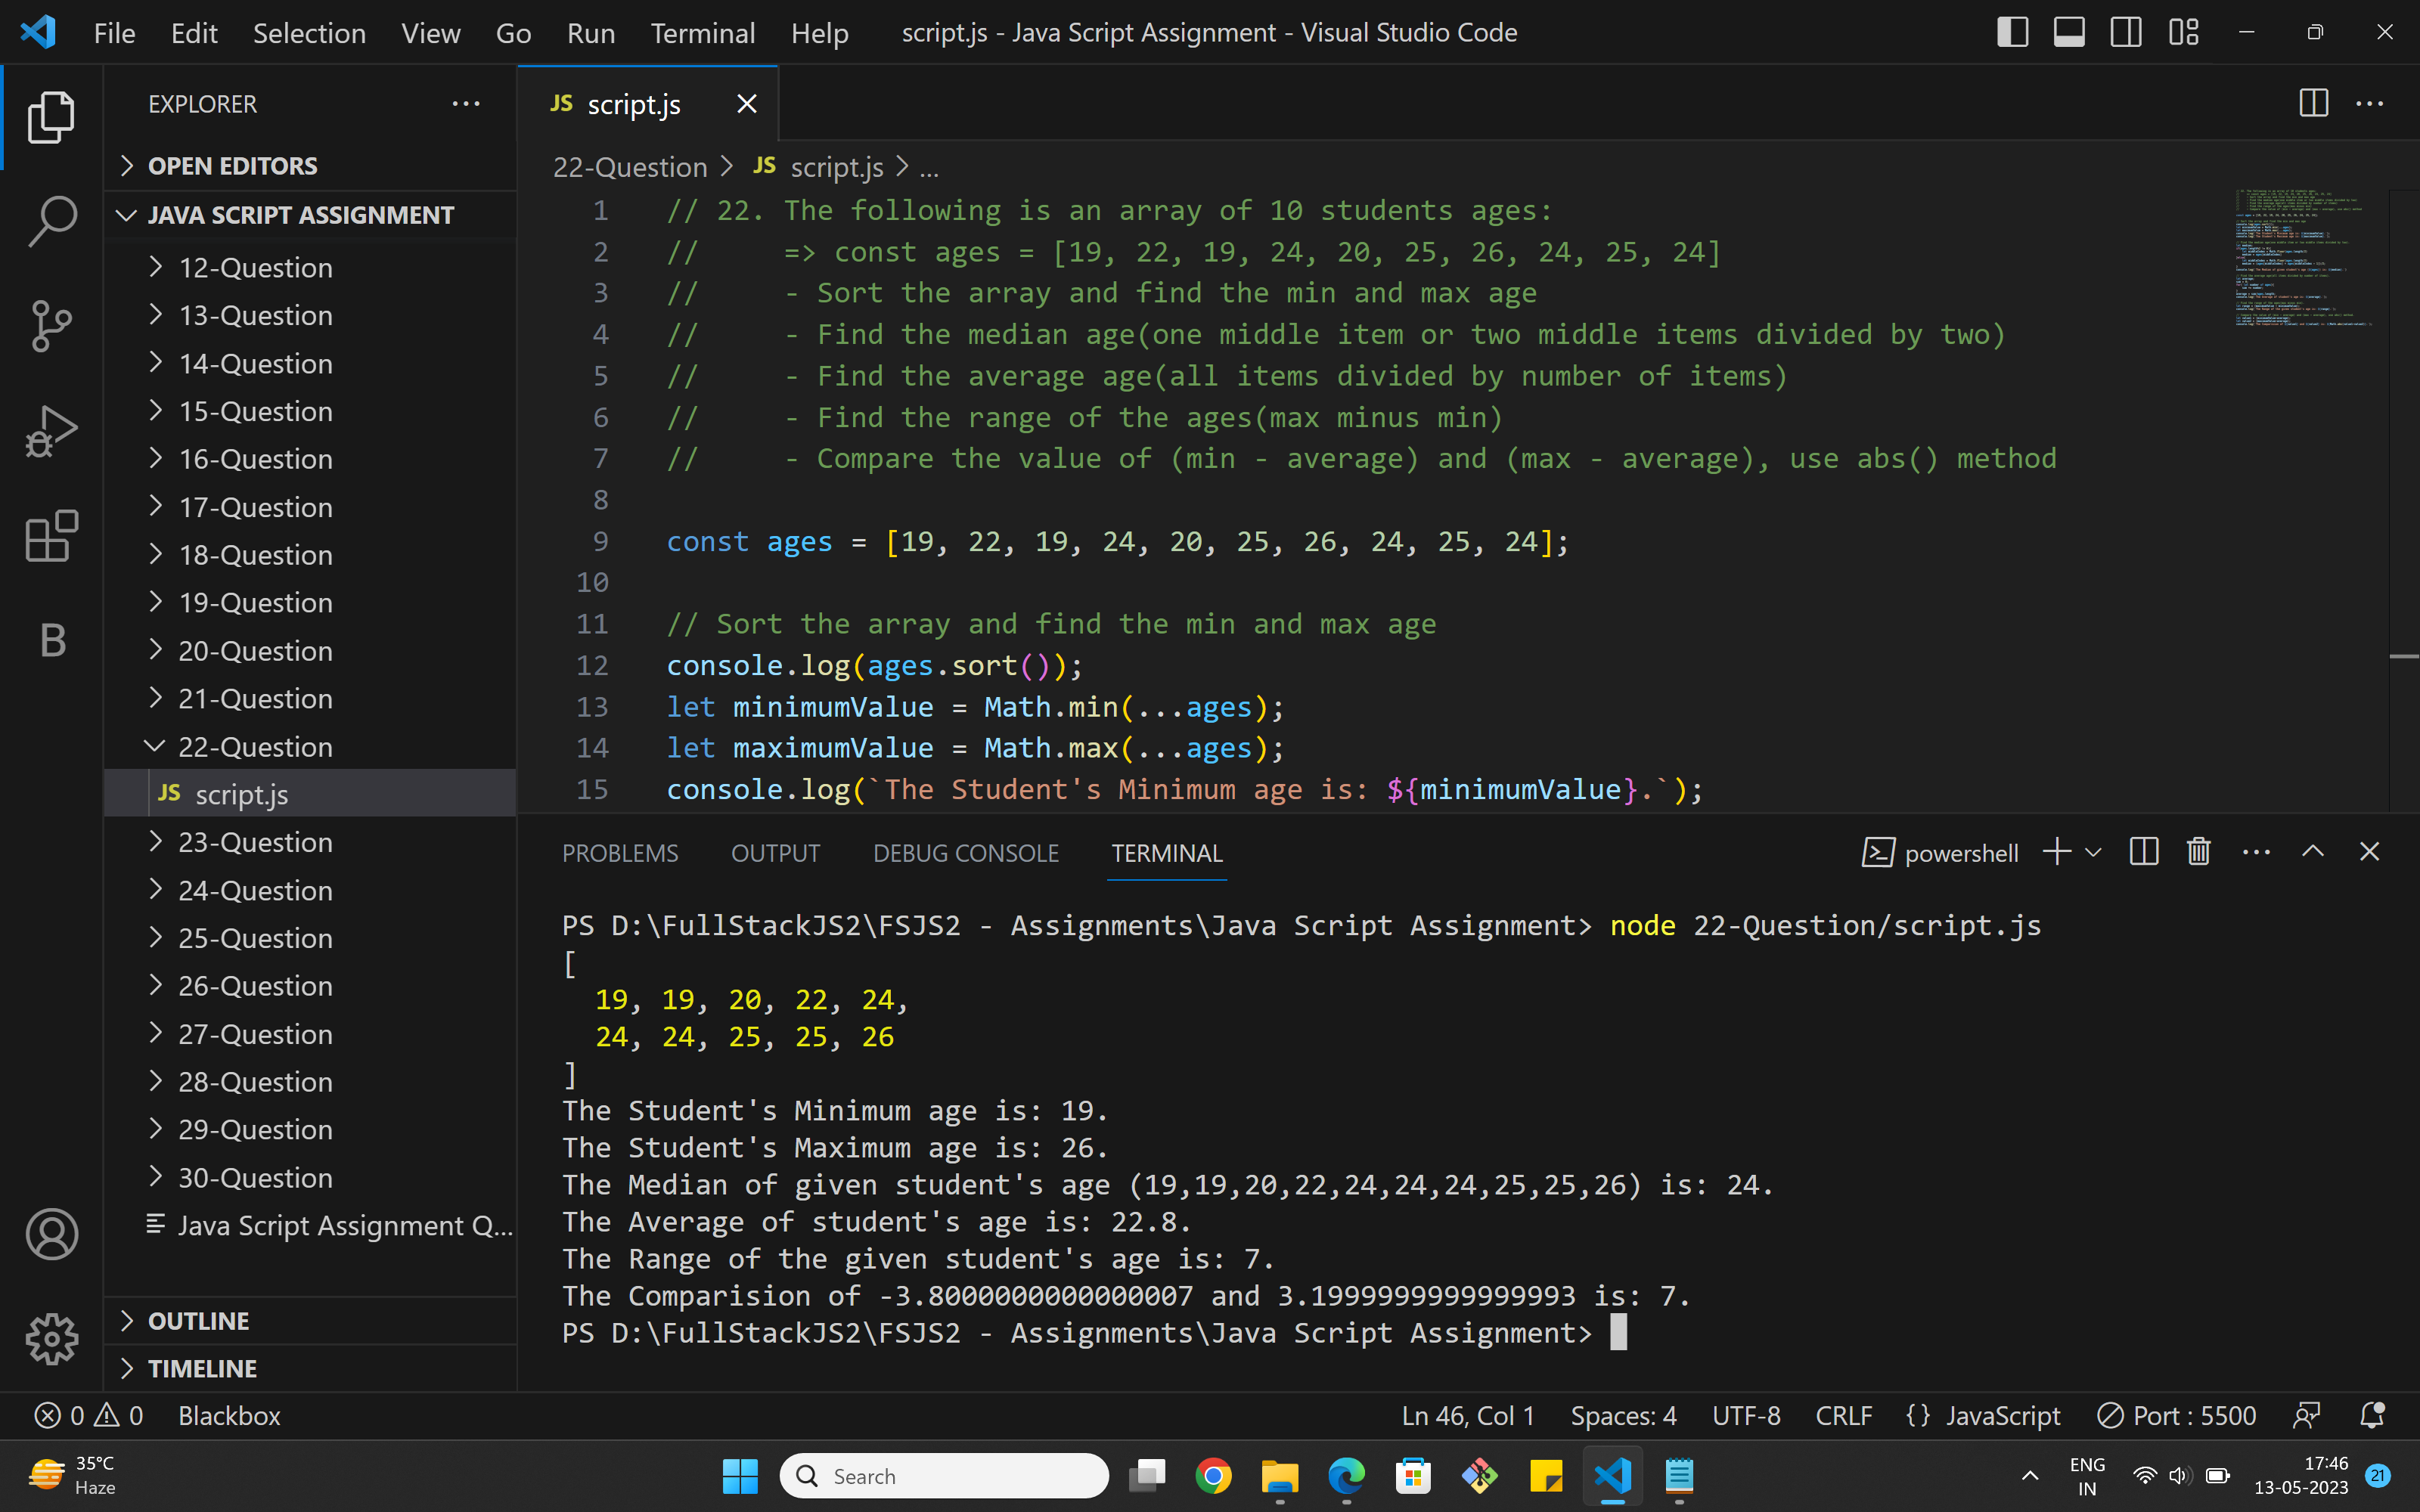 File Edit Selection View Go Run Terminal Help script.js - Java Script Assignment - Visual Studio Code
EXPLORER
OPEN EDITORS
JAVA SCRIPT ASSIGNMENT
12-Question
13-Question
14-Question
15-Question
16-Question
17-Question
18-Question
19-Question
20-Question
21-Question
22-Question
JS script.js
23-Question
24-Question
25-Question
26-Question
27-Question
28-Question
29-Question
30-Question
Java Script Assignment Q...
OUTLINE
TIMELINE
B
JS script.js
22-Question > JS script.js > ...
1 // 22. The following is an array of 10 students ages:
2 //     => const ages = [19, 22, 19, 24, 20, 25, 26, 24, 25, 24]
3 //     - Sort the array and find the min and max age
4 //     - Find the median age(one middle item or two middle items divided by two)
5 //     - Find the average age(all items divided by number of items)
6 //     - Find the range of the ages(max minus min)
7 //     - Compare the value of (min - average) and (max - average), use abs() method
8
9 const ages = [19, 22, 19, 24, 20, 25, 26, 24, 25, 24];
10
11 // Sort the array and find the min and max age
12 console.log(ages.sort());
13 let minimumValue = Math.min(...ages);
14 let maximumValue = Math.max(...ages);
15 console.log(`The Student's Minimum age is: ${minimumValue}.`);
PROBLEMS OUTPUT DEBUG CONSOLE TERMINAL powershell
PS D:\FullStackJS2\FSJS2 - Assignments\Java Script Assignment> node 22-Question/script.js
[
  19, 19, 20, 22, 24,
  24, 24, 25, 25, 26
]
The Student's Minimum age is: 19.
The Student's Maximum age is: 26.
The Median of given student's age (19,19,20,22,24,24,24,25,25,26) is: 24.
The Average of student's age is: 22.8.
The Range of the given student's age is: 7.
The Comparision of -3.8000000000000007 and 3.1999999999999993 is: 7.
PS D:\FullStackJS2\FSJS2 - Assignments\Java Script Assignment>
0 0 Blackbox Ln 46, Col 1 Spaces: 4 UTF-8 CRLF {} JavaScript Port : 5500
35°C
Haze
Search
ENG
IN
17:46
13-05-2023
21